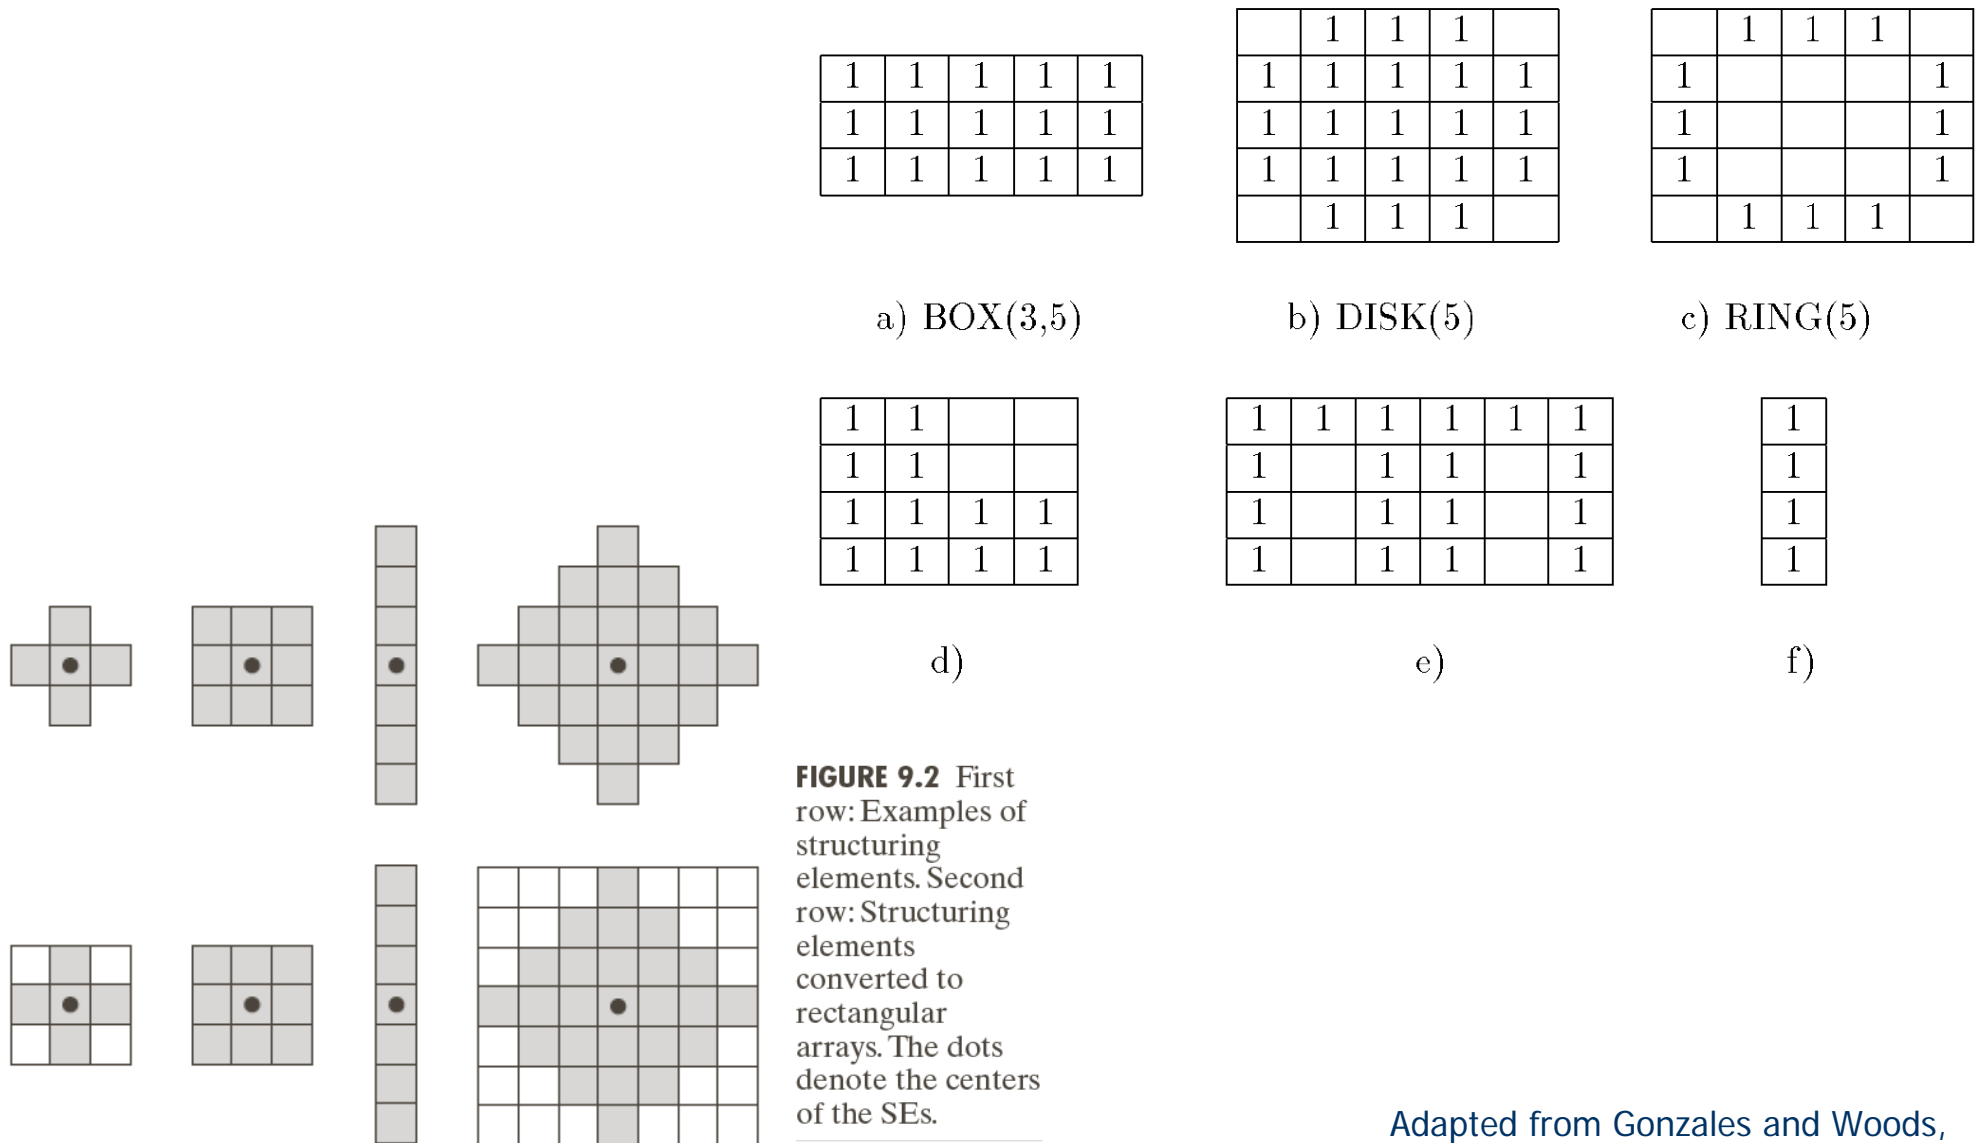 1 1 1 1 1
1 1 1 1 1
1 1 1 1 1
a) BOX(3,5)
1 1 1
1 1 1 1 1
1 1 1 1 1
1 1 1 1 1
1 1 1
b) DISK(5)
1 1 1
1 1
1 1
1 1
1 1 1
c) RING(5)
1 1
1 1
1 1 1 1
1 1 1 1
d)
1 1 1 1 1 1
1 1 1 1
1 1 1 1
1 1 1 1
e)
1
1
1
1
f)
FIGURE 9.2 First
row: Examples of
structuring
elements. Second
row: Structuring
elements
converted to
rectangular
arrays. The dots
denote the centers
of the SEs.
Adapted from Gonzales and Woods,